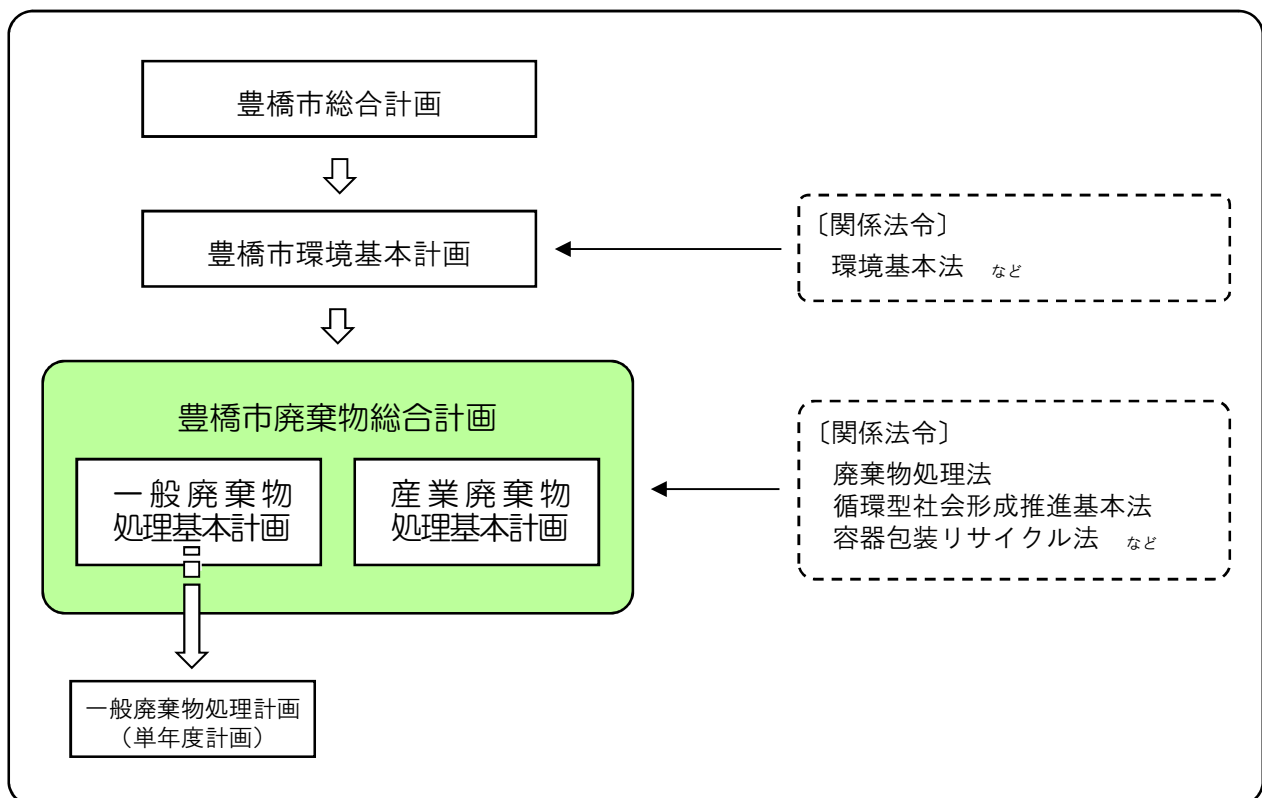 豊橋市総合計画
豊橋市環境基本計画
〔関係法令〕
環境基本法 など
豊橋市廃棄物総合計画
一般廃棄物
処理基本計画
産業廃棄物
処理基本計画
〔関係法令〕
廃棄物処理法
循環型社会形成推進基本法
容器包装リサイクル法 など
一般廃棄物処理計画
（単年度計画）